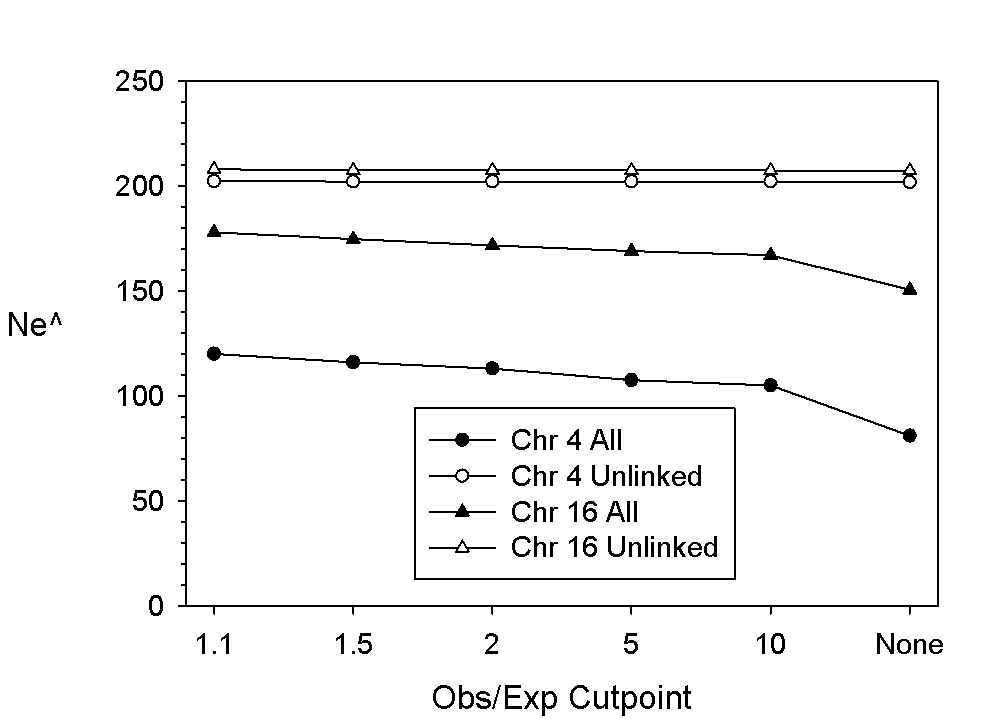 250
200
150
100
50
0
Ne^
Chr 4 All
Chr 4 Unlinked
Chr 16 All
Chr 16 Unlinked
1.1 1.5 2 5 10 None
Obs/Exp Cutpoint